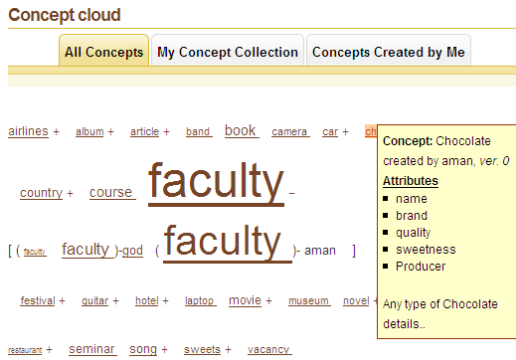 Concept cloud
All Concepts My Concept Collection Concepts Created by Me
airlines + album + article + band book camera car + ch
Concept: Chocolate
created by aman, ver. 0
Attributes
▪ name
▪ brand
▪ quality
▪ sweetness
▪ Producer
Any type of Chocolate
details..
country + course faculty -
[ ( faculty faculty )-god ( faculty )- aman ]
festival + guitar + hotel + laptop movie + museum novel +
restaurant + seminar song + sweets + vacancy